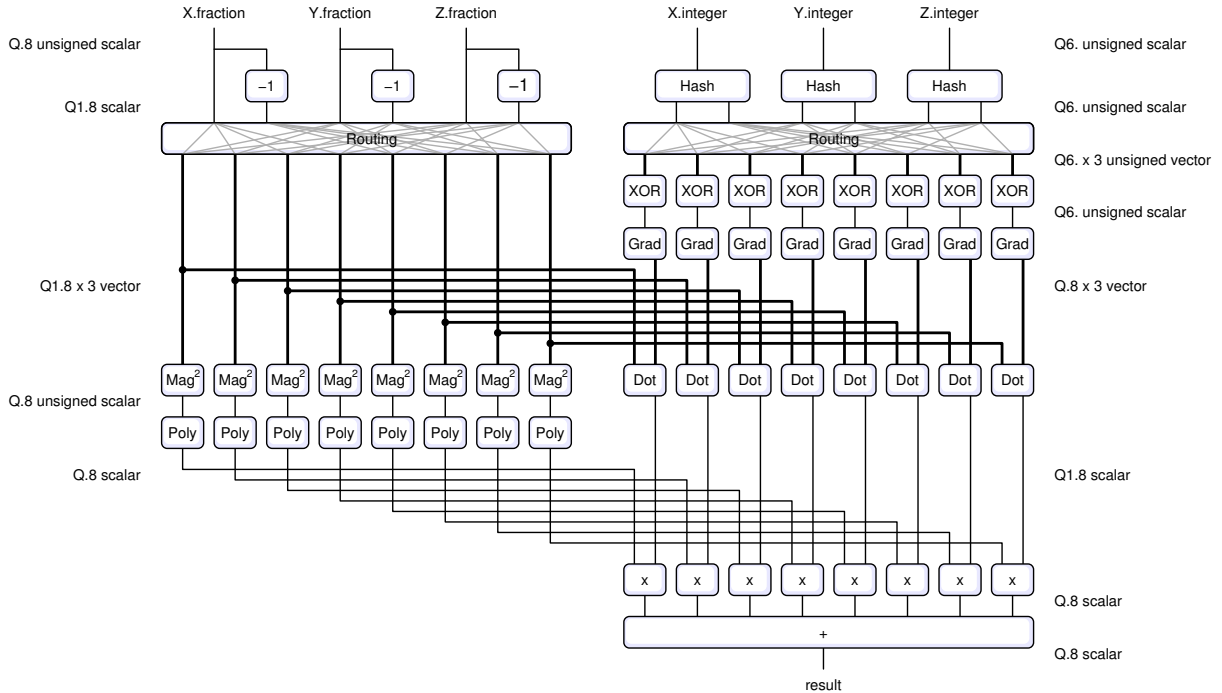 X.fraction Y.fraction Z.fraction X.integer Y.integer Z.integer
Q.8 unsigned scalar Q6. unsigned scalar
−1 −1 −1 Hash Hash Hash
Q1.8 scalar Q6. unsigned scalar
Routing Routing
Q6. x 3 unsigned vector
XOR XOR XOR XOR XOR XOR XOR XOR
Q6. unsigned scalar
Grad Grad Grad Grad Grad Grad Grad Grad
Q1.8 x 3 vector Q.8 x 3 vector
Mag2 Mag2 Mag2 Mag2 Mag2 Mag2 Mag2 Mag2 Dot Dot Dot Dot Dot Dot Dot Dot
Q.8 unsigned scalar
Poly Poly Poly Poly Poly Poly Poly Poly
Q.8 scalar Q1.8 scalar
x x x x x x x x
Q.8 scalar
+
Q.8 scalar
result